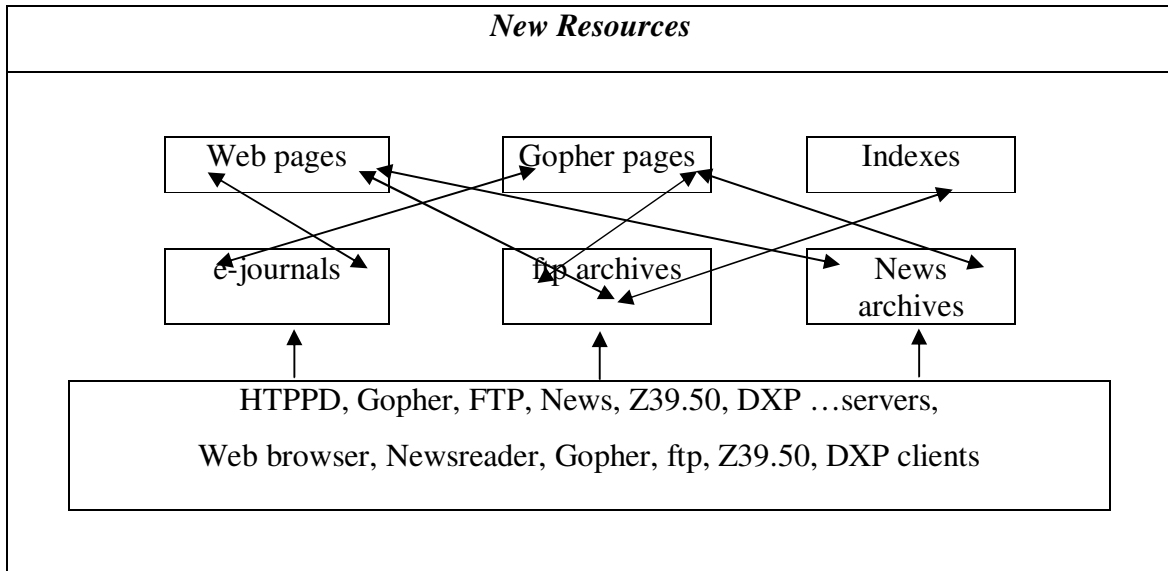 New Resources
Web pages
Gopher pages
Indexes
e-journals
ftp archives
News
archives
HTPPD, Gopher, FTP, News, Z39.50, DXP …servers,
Web browser, Newsreader, Gopher, ftp, Z39.50, DXP clients